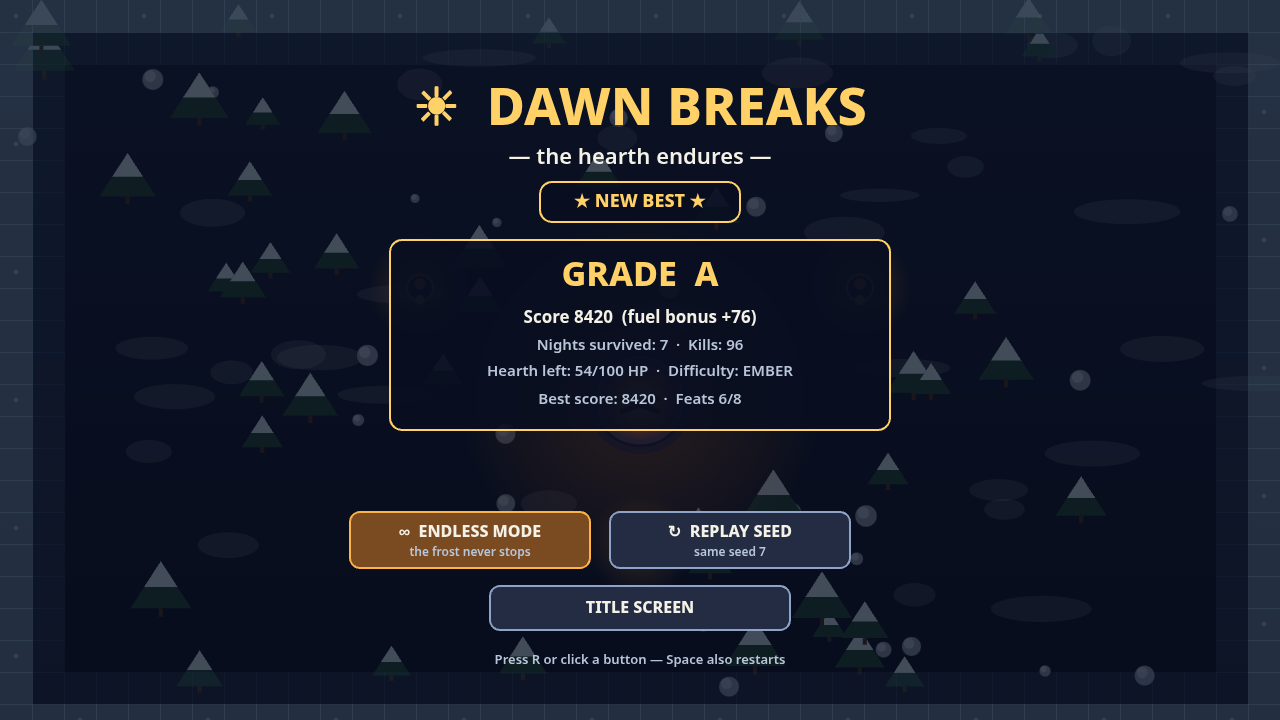 ☀ DAWN BREAKS
— the hearth endures —
★ NEW BEST ★
GRADE A
Score 8420 (fuel bonus +76)
Nights survived: 7 · Kills: 96
Hearth left: 54/100 HP · Difficulty: EMBER
Best score: 8420 · Feats 6/8
∞ ENDLESS MODE
the frost never stops
↻ REPLAY SEED
same seed 7
TITLE SCREEN
Press R or click a button — Space also restarts